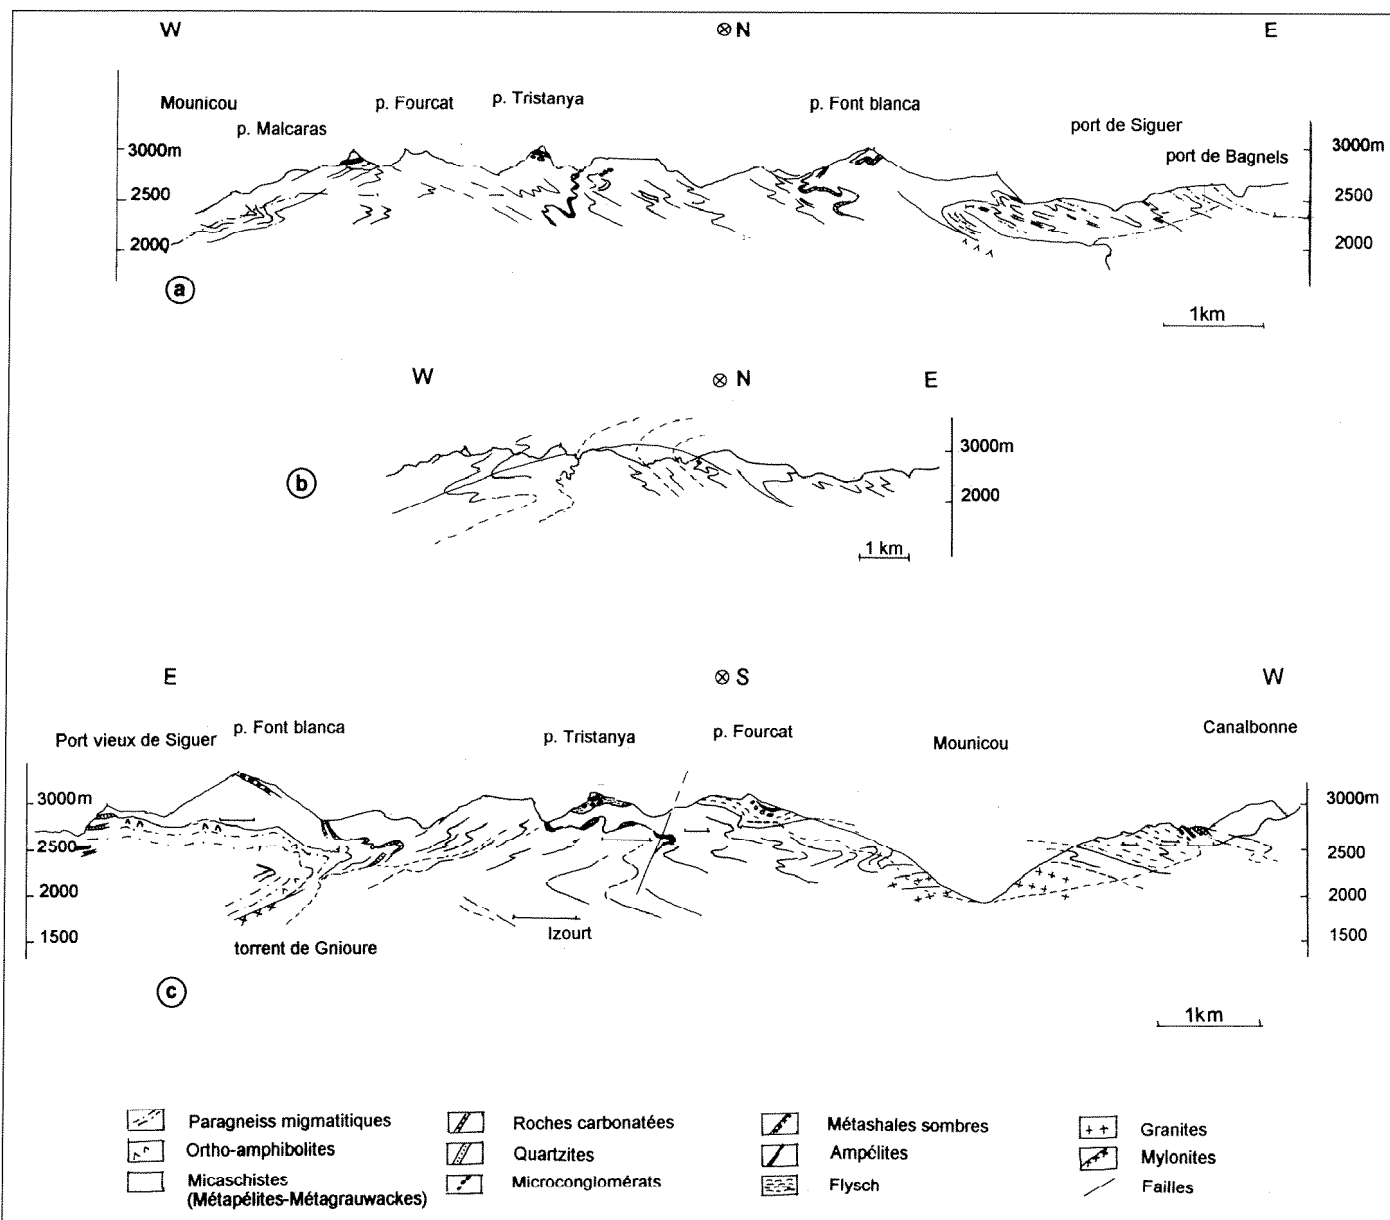 W ⊗ N E
Mounicou
p. Malcaras
p. Fourcat
p. Tristanya
p. Font blanca
port de Siguer
port de Bagnels
3000m
2500
2000
3000m
2500
2000
a
1km
W ⊗ N E
3000m
2000
b
1 km
E ⊗ S W
Port vieux de Siguer
p. Font blanca
p. Tristanya
p. Fourcat
Mounicou
Canalbonne
3000m
2500
2000
1500
3000m
2500
2000
1500
torrent de Gnioure
Izourt
c
1km
Paragneiss migmatitiques
Ortho-amphibolites
Micaschistes
(Métapélites-Métagrauwackes)
Roches carbonatées
Quartzites
Microconglomérats
Métashales sombres
Ampélites
Flysch
Granites
Mylonites
Failles